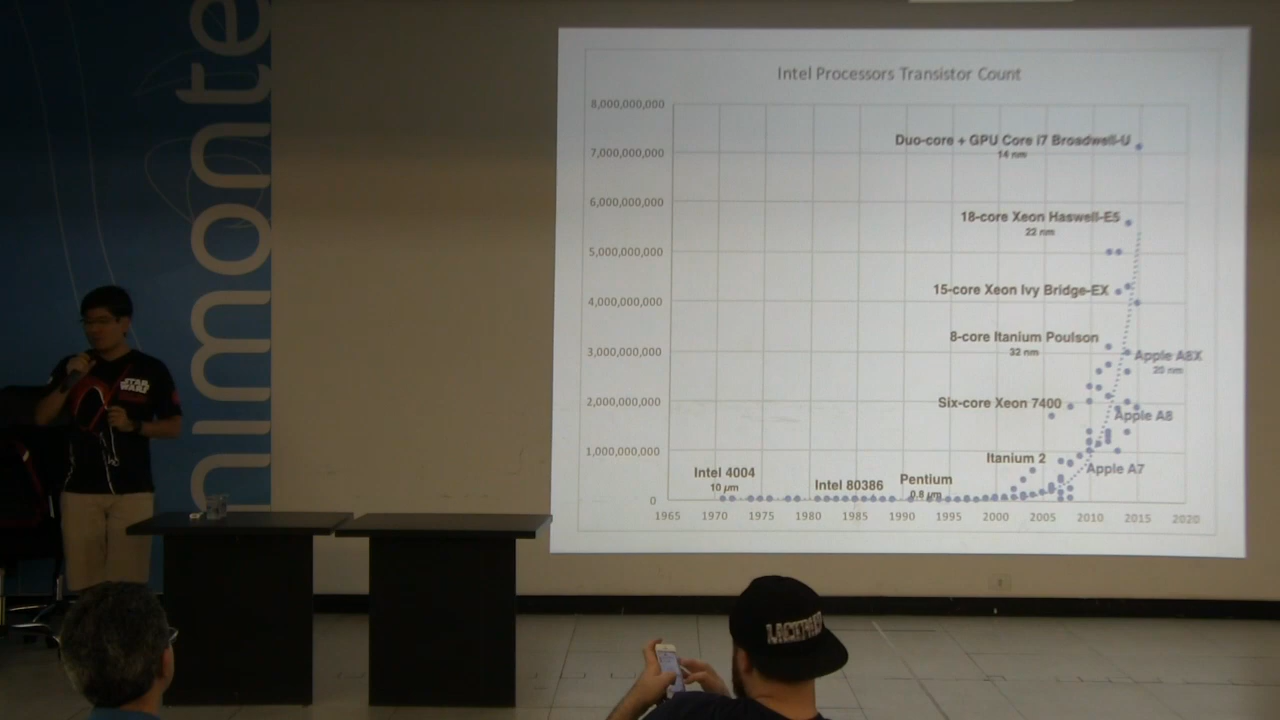 nimonte
STAR
WARS
Intel Processors Transistor Count
8,000,000,000
7,000,000,000
6,000,000,000
5,000,000,000
4,000,000,000
3,000,000,000
2,000,000,000
1,000,000,000
0
Duo-core + GPU Core i7 Broadwell-U
14 nm
18-core Xeon Haswell-E5
22 nm
15-core Xeon Ivy Bridge-EX
8-core Itanium Poulson
32 nm
Apple A8X
20 nm
Six-core Xeon 7400
Apple A8
Itanium 2
Apple A7
Intel 4004
10 µm
Intel 80386
Pentium
0.8 µm
1965 1970 1975 1980 1985 1990 1995 2000 2005 2010 2015 2020